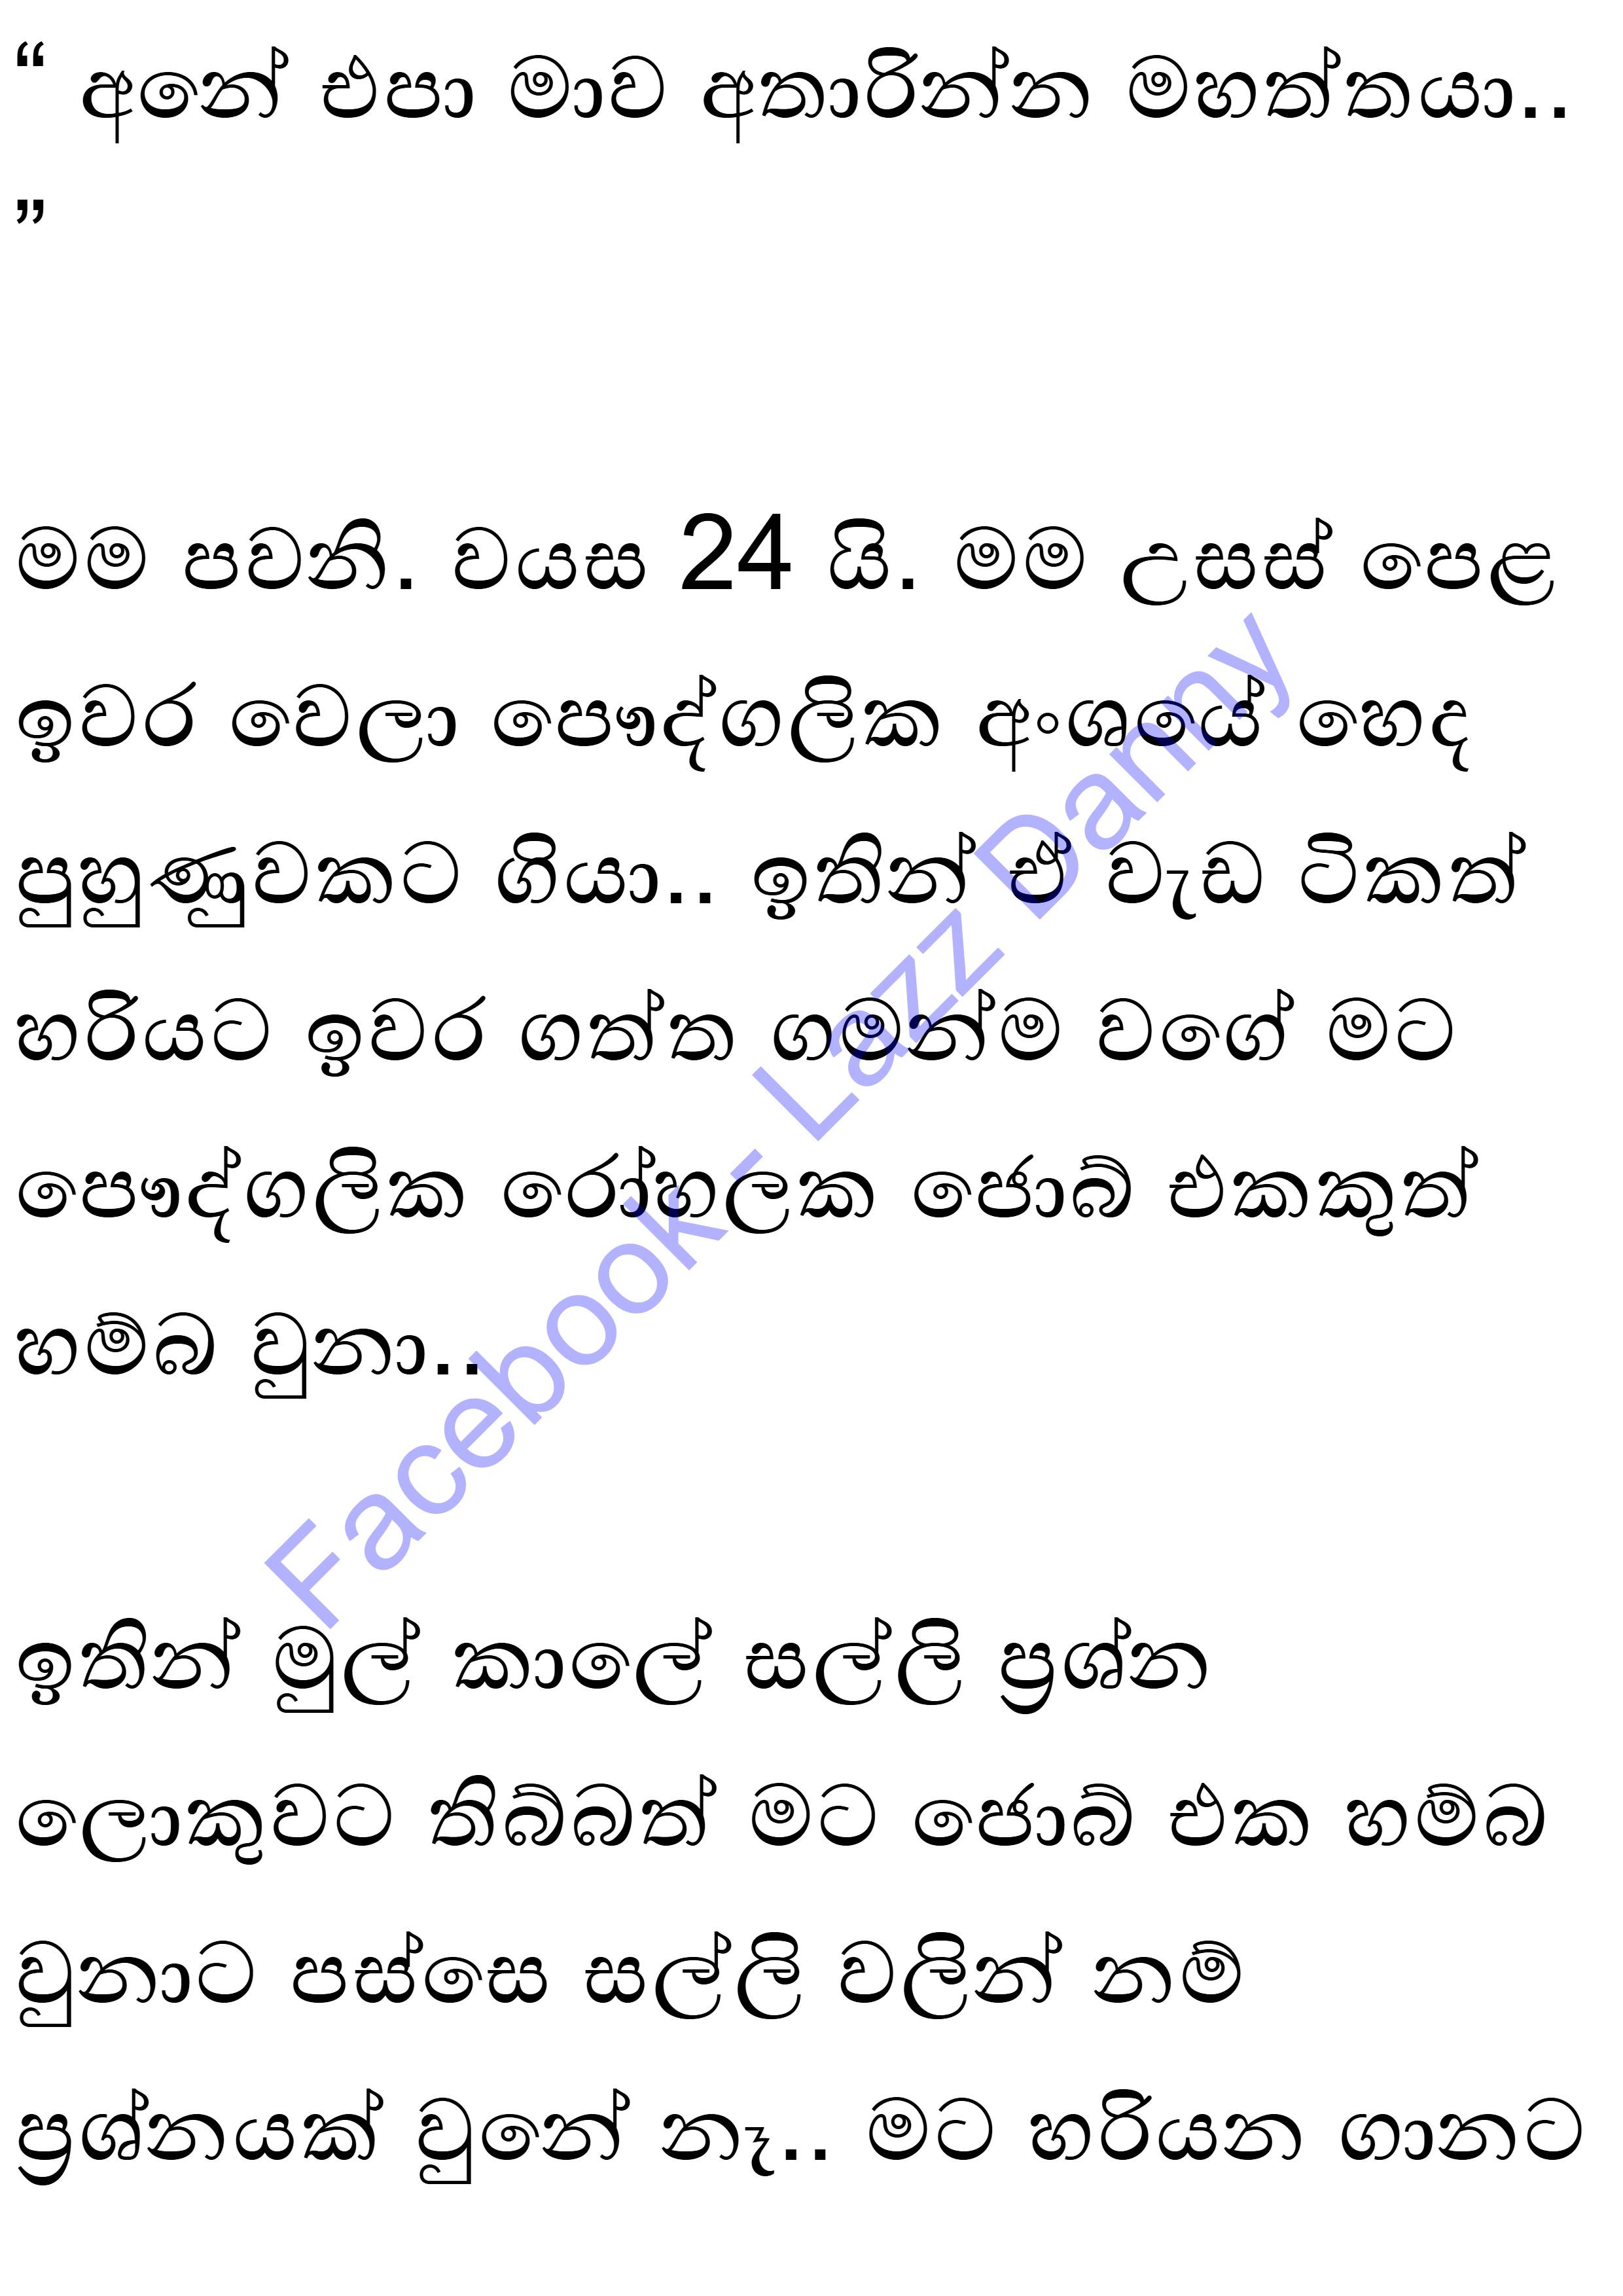 “ අනේ එපා මාව අතාරින්න මහත්තයා..
”
මම පවනි. වයස 24 යි. මම උසස් පෙළ
ඉවර වෙලා පෞද්ගලික අංශයේ හෙද
පුහුණුවකට ගියා.. ඉතින් ඒ වැඩ ටිකත්
හරියට ඉවර ගත්ත ගමන්ම වගේ මට
පෞද්ගලික රෝහලක ජොබ් එකකුත්
හම්බ වුනා..
ඉතින් මුල් කාලේ සල්ලි ප්‍රශ්න
ලොකුවට තිබ්බත් මට ජොබ් එක හම්බ
වුනාට පස්සෙ සල්ලි වලින් නම්
ප්‍රශ්නයක් වුනේ නෑ.. මට හරියන ගානට
Facebook - Lazz Danny